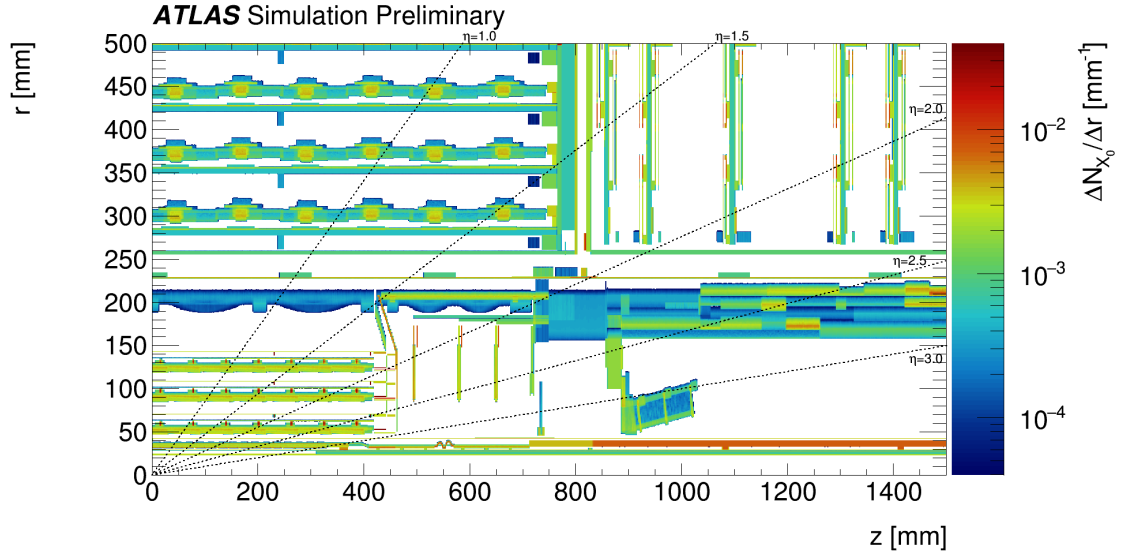 ATLAS Simulation Preliminary
r [mm]
500
450
400
350
300
250
200
150
100
50
0
0 200 400 600 800 1000 1200 1400
z [mm]
η=1.0
η=1.5
η=2.0
η=2.5
η=3.0
10⁻²
10⁻³
10⁻⁴
ΔN_X₀/Δr [mm⁻¹]